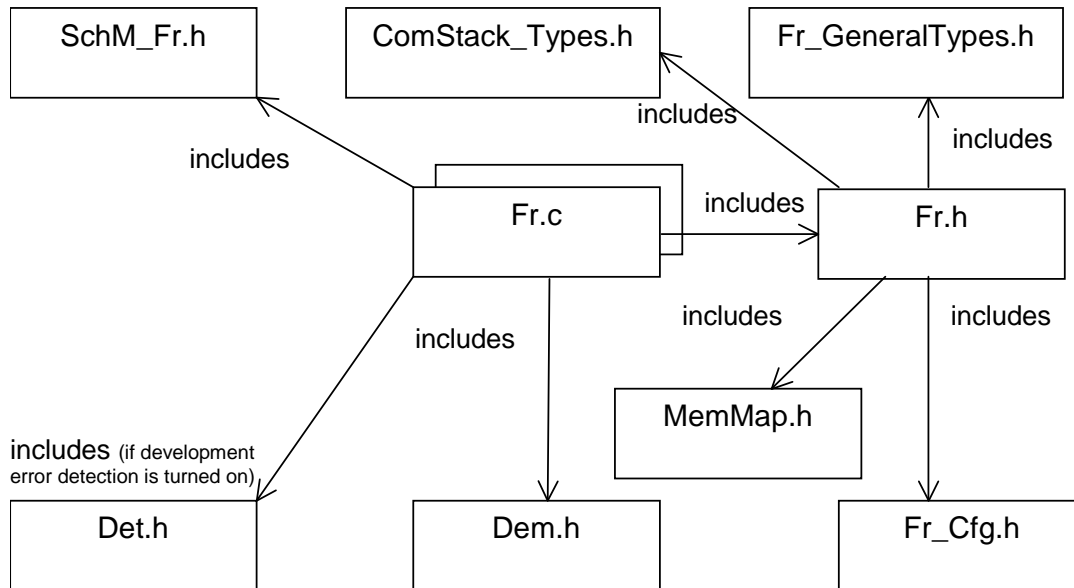 SchM_Fr.h
ComStack_Types.h
Fr_GeneralTypes.h
includes
includes
includes
Fr.c
includes
Fr.h
includes
includes
includes
MemMap.h
includes (if development
error detection is turned on)
Det.h
Dem.h
Fr_Cfg.h